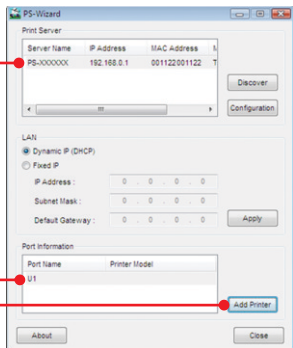 PS-Wizard
Print Server
Server Name IP Address MAC Address
PS-XXXXXX 192.168.0.1 001122001122 T
Discover
Configuration
LAN
Dynamic IP (DHCP)
Fixed IP
IP Address : 0 . 0 . 0 . 0
Subnet Mask : 0 . 0 . 0 . 0
Default Gateway : 0 . 0 . 0 . 0
Apply
Port Information
Port Name Printer Model
U1
Add Printer
About Close